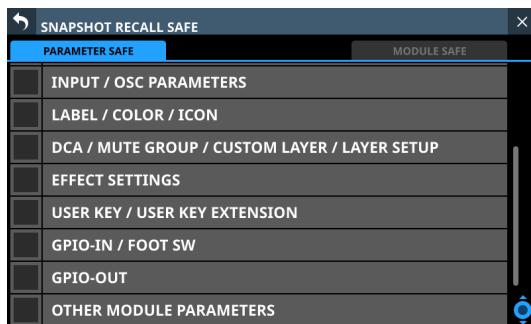 SNAPSHOT RECALL SAFE
PARAMETER SAFE
MODULE SAFE
INPUT / OSC PARAMETERS
LABEL / COLOR / ICON
DCA / MUTE GROUP / CUSTOM LAYER / LAYER SETUP
EFFECT SETTINGS
USER KEY / USER KEY EXTENSION
GPIO-IN / FOOT SW
GPIO-OUT
OTHER MODULE PARAMETERS